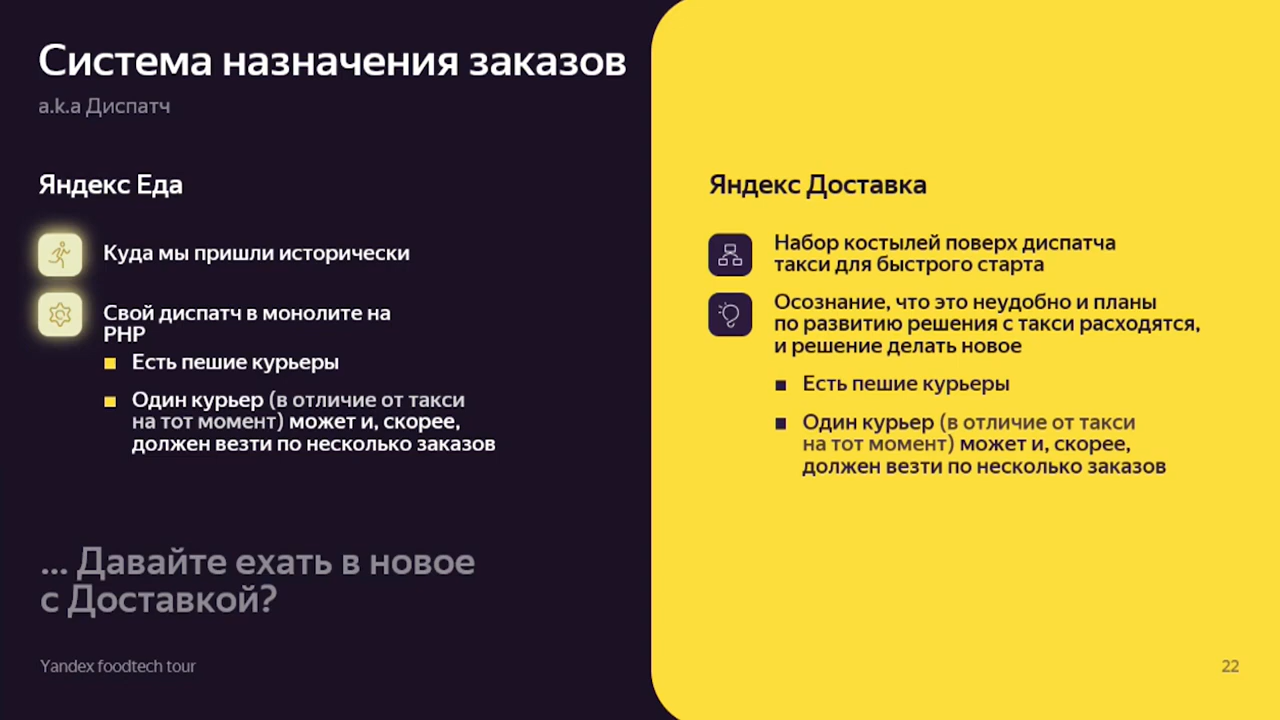 Система назначения заказов
a.k.a Диспатч
Яндекс Еда
Куда мы пришли исторически
Свой диспатч в монолите на
PHP
Есть пешие курьеры
Один курьер (в отличие от такси
на тот момент) может и, скорее,
должен везти по несколько заказов
... Давайте ехать в новое
с Доставкой?
Яндекс Доставка
Набор костылей поверх диспатча
такси для быстрого старта
Осознание, что это неудобно и планы
по развитию решения с такси расходятся,
и решение делать новое
Есть пешие курьеры
Один курьер (в отличие от такси
на тот момент) может и, скорее,
должен везти по несколько заказов
Yandex foodtech tour
22